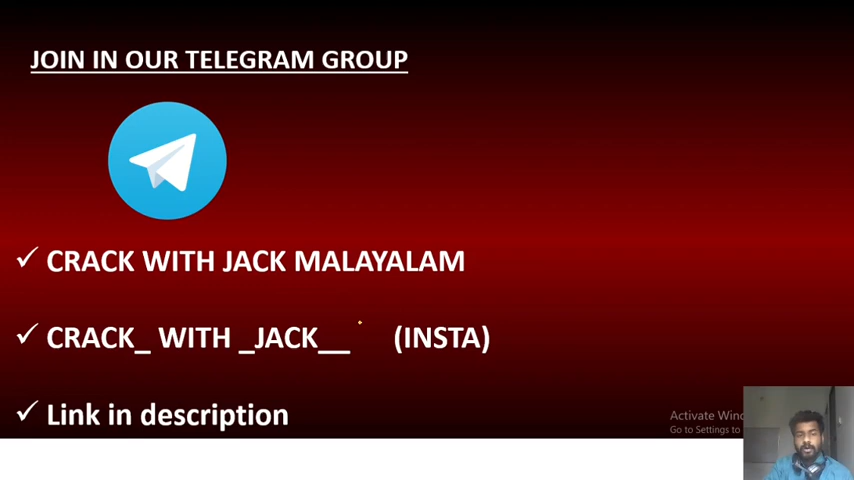 JOIN IN OUR TELEGRAM GROUP
CRACK WITH JACK MALAYALAM
CRACK_ WITH _JACK__ (INSTA)
Link in description
Activate
Go to Settings to